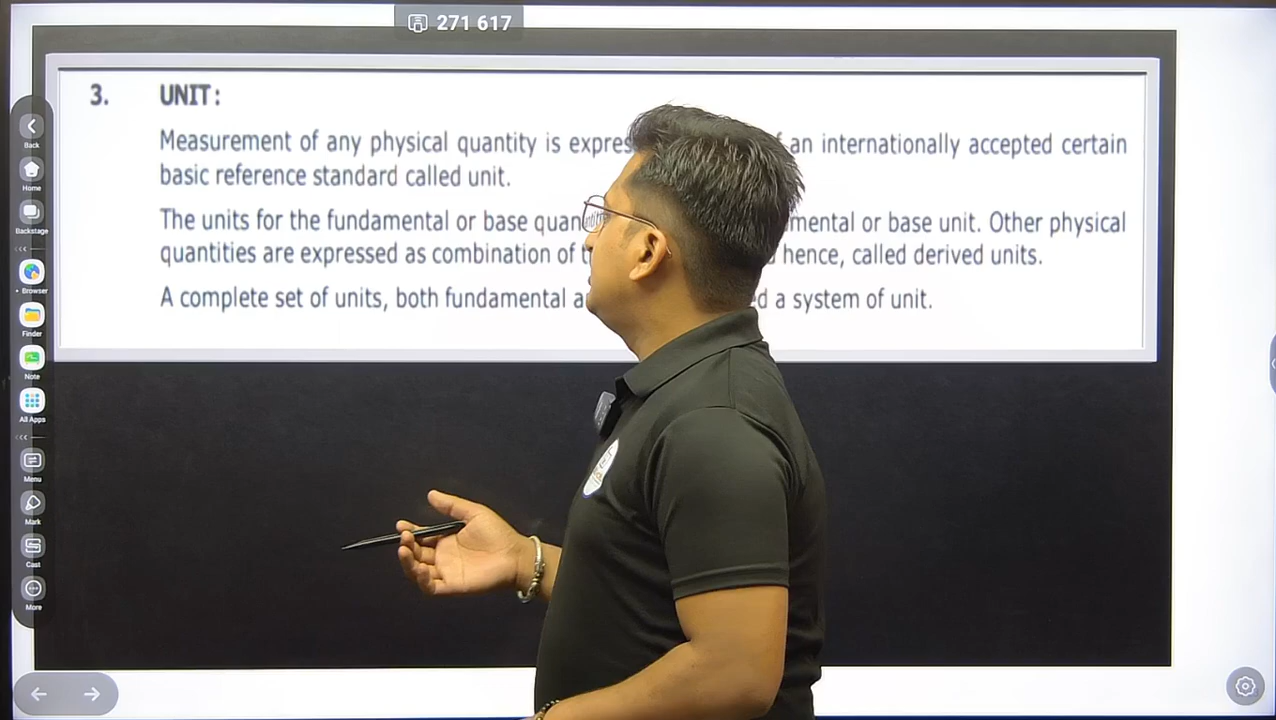 271 617
3. UNIT:
Measurement of any physical quantity is an internationally accepted certain
basic reference standard called unit.
The units for the fundamental or base or base unit. Other physical
quantities are expressed as combination of hence, called derived units.
A complete set of units, both fundamental a system of unit.
Back
Home
Backstage
Browser
Finder
Note
All Apps
Menu
Mark
Cast
More